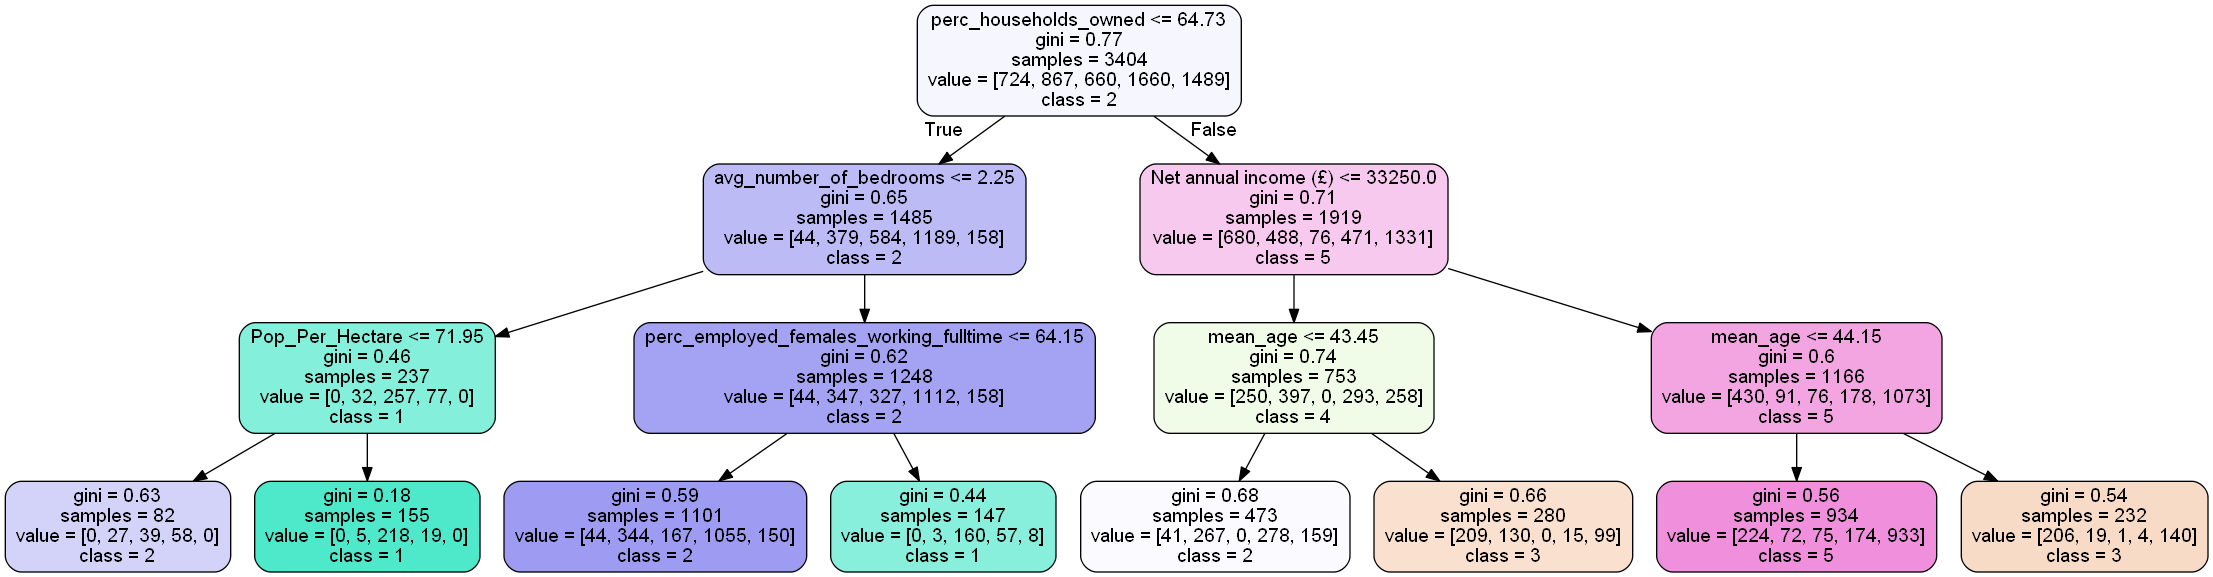 perc_households_owned <= 64.73
gini = 0.77
samples = 3404
value = [724, 867, 660, 1660, 1489]
class = 2
True
False
avg_number_of_bedrooms <= 2.25
gini = 0.65
samples = 1485
value = [44, 379, 584, 1189, 158]
class = 2
Net annual income (£) <= 33250.0
gini = 0.71
samples = 1919
value = [680, 488, 76, 471, 1331]
class = 5
Pop_Per_Hectare <= 71.95
gini = 0.46
samples = 237
value = [0, 32, 257, 77, 0]
class = 1
perc_employed_females_working_fulltime <= 64.15
gini = 0.62
samples = 1248
value = [44, 347, 327, 1112, 158]
class = 2
mean_age <= 43.45
gini = 0.74
samples = 753
value = [250, 397, 0, 293, 258]
class = 4
mean_age <= 44.15
gini = 0.6
samples = 1166
value = [430, 91, 76, 178, 1073]
class = 5
gini = 0.63
samples = 82
value = [0, 27, 39, 58, 0]
class = 2
gini = 0.18
samples = 155
value = [0, 5, 218, 19, 0]
class = 1
gini = 0.59
samples = 1101
value = [44, 344, 167, 1055, 150]
class = 2
gini = 0.44
samples = 147
value = [0, 3, 160, 57, 8]
class = 1
gini = 0.68
samples = 473
value = [41, 267, 0, 278, 159]
class = 2
gini = 0.66
samples = 280
value = [209, 130, 0, 15, 99]
class = 3
gini = 0.56
samples = 934
value = [224, 72, 75, 174, 933]
class = 5
gini = 0.54
samples = 232
value = [206, 19, 1, 4, 140]
class = 3